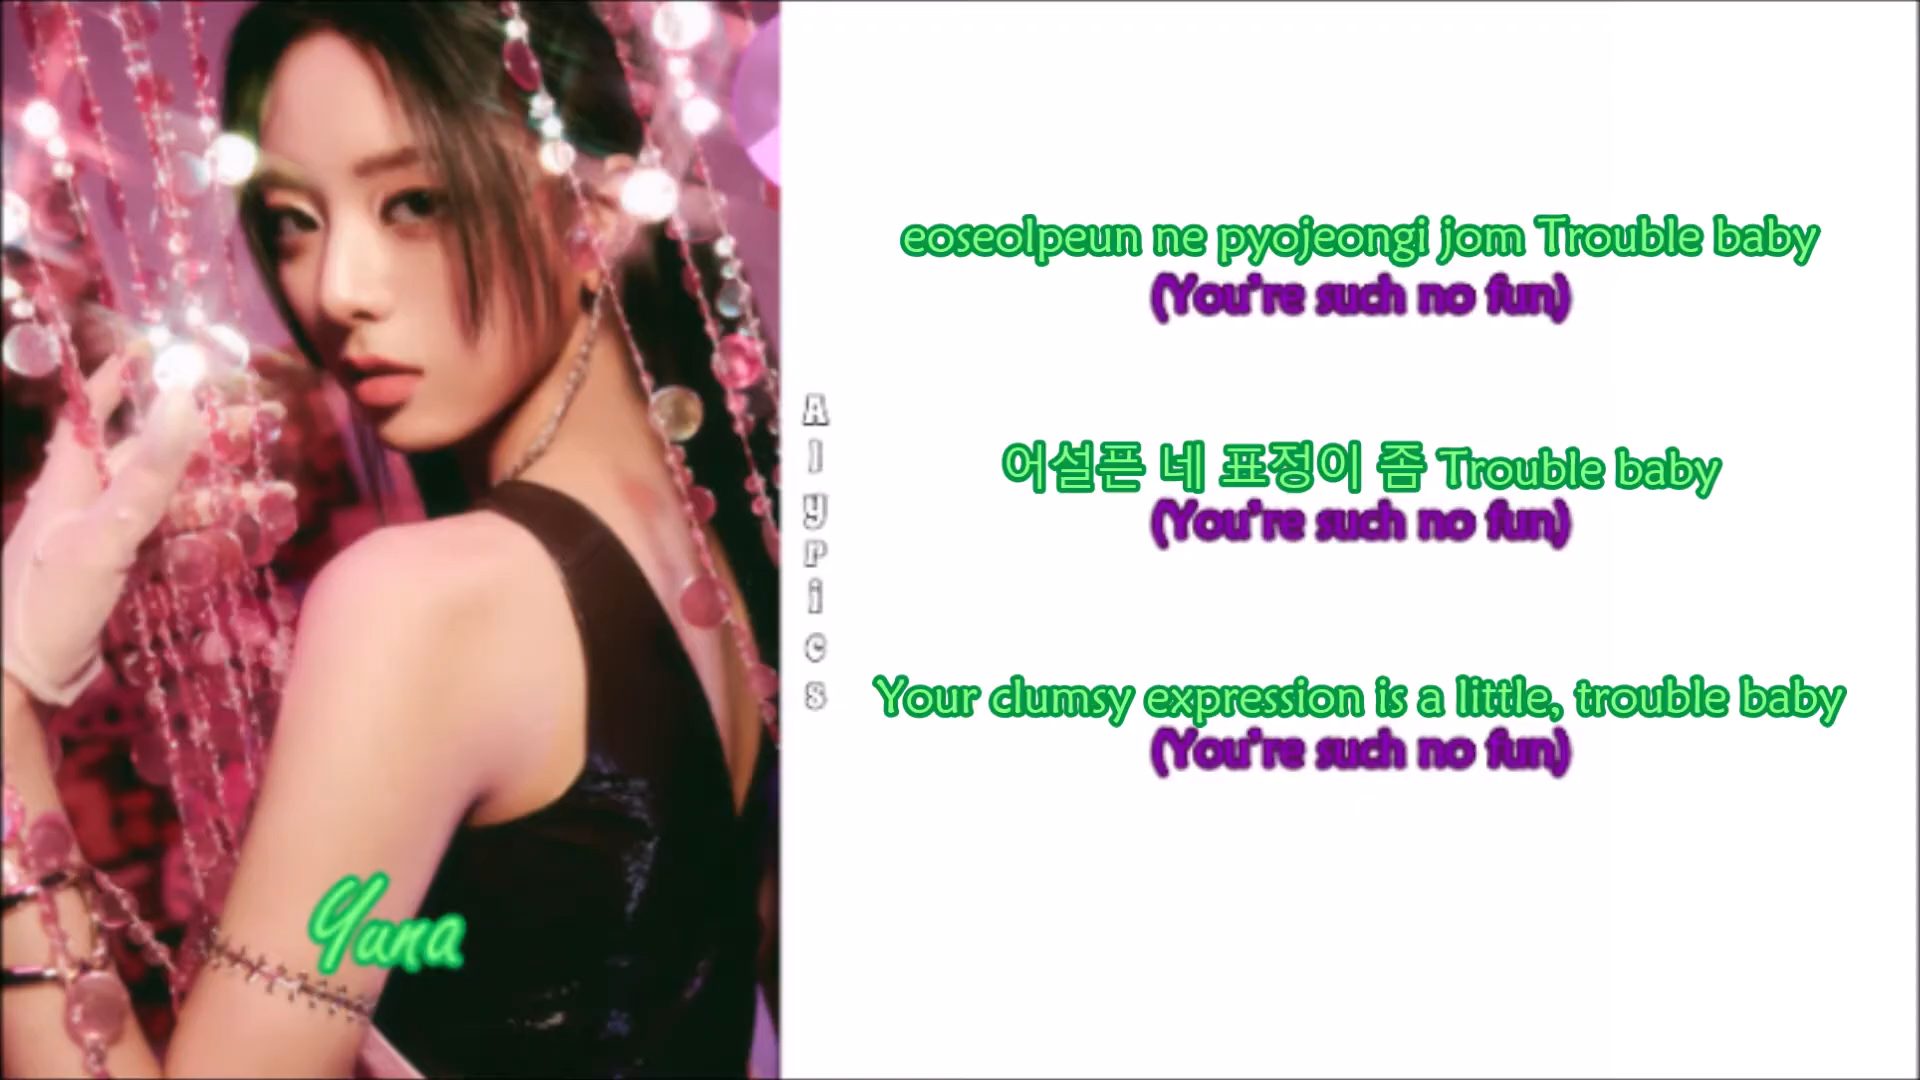 eoseolpeun ne pyojeongi jom Trouble baby
(You're such no fun)
어설픈 네 표정이 좀 Trouble baby
(You're such no fun)
Your clumsy expression is a little, trouble baby
(You're such no fun)
Alyrics
Yuna